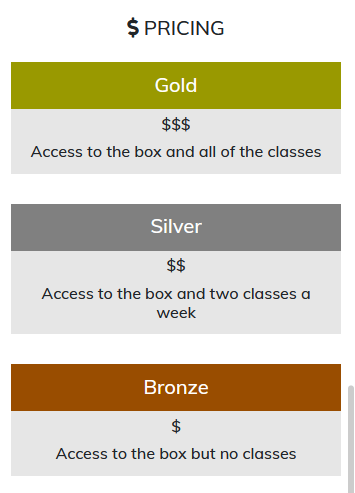 $ PRICING
Gold
$$$
Access to the box and all of the classes
Silver
$$
Access to the box and two classes a
week
Bronze
$
Access to the box but no classes